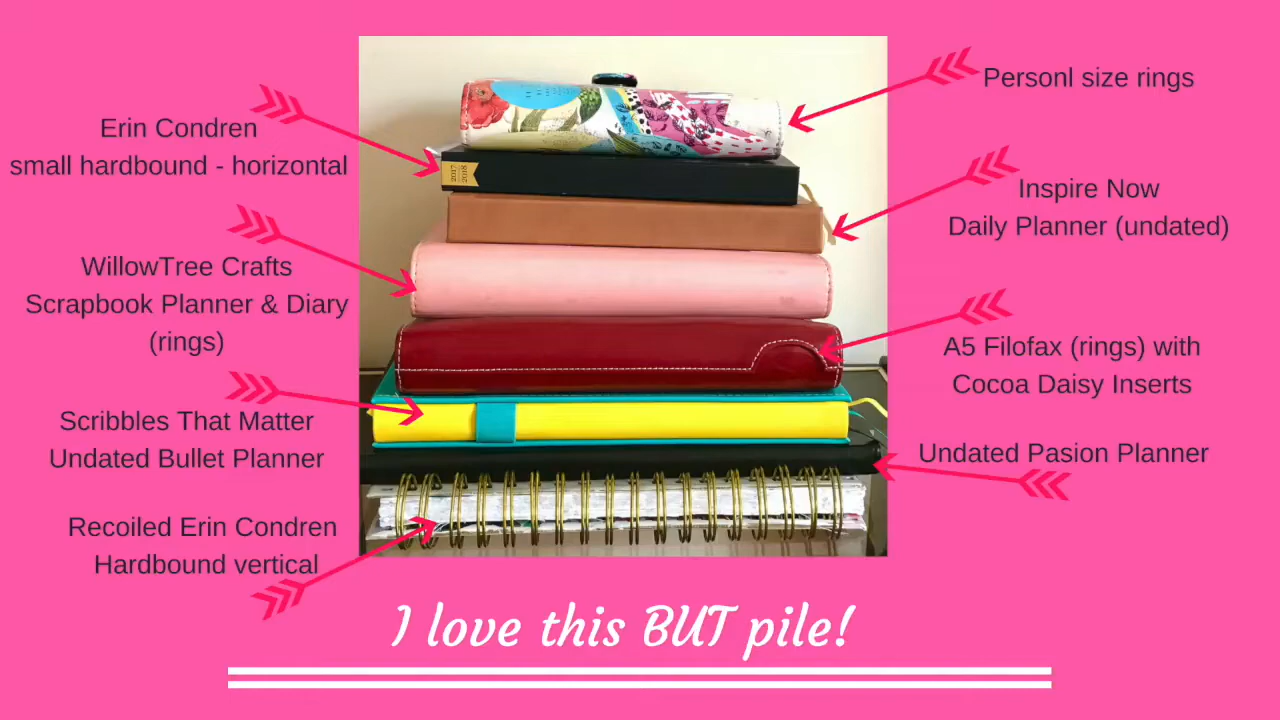 Personl size rings
Erin Condren
small hardbound - horizontal
2017
2018
Inspire Now
Daily Planner (undated)
WillowTree Crafts
Scrapbook Planner & Diary
(rings)
A5 Filofax (rings) with
Cocoa Daisy Inserts
Scribbles That Matter
Undated Bullet Planner
Undated Pasion Planner
Recoiled Erin Condren
Hardbound vertical
I love this BUT pile!